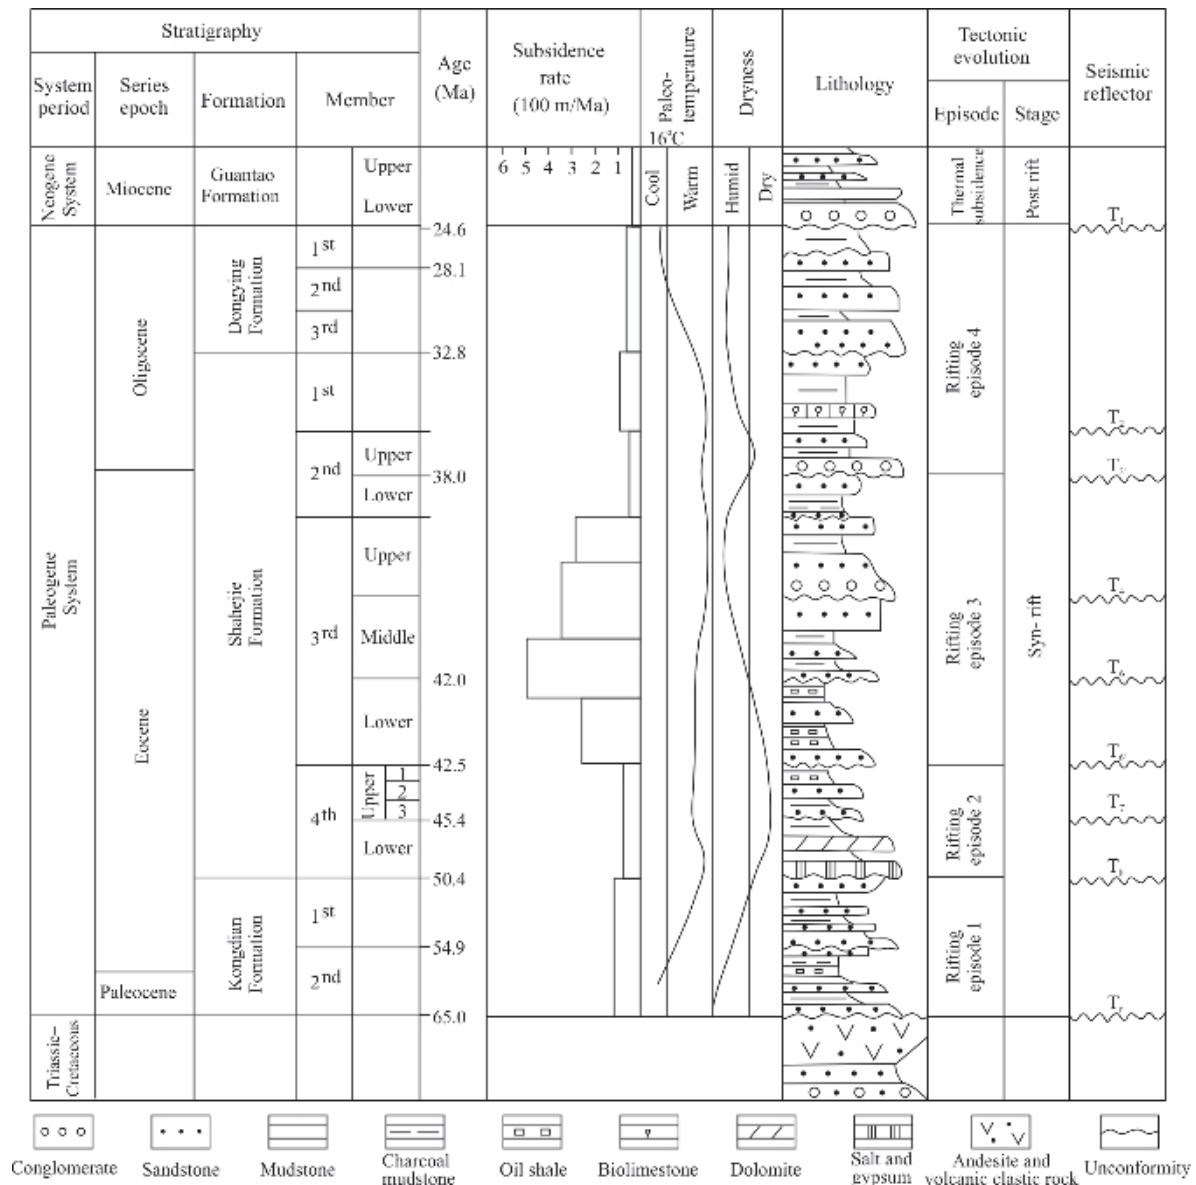 Stratigraphy
System period
Series epoch
Formation
Member
Age (Ma)
Subsidence rate (100 m/Ma)
Paleo-temperature
16°C
Dryness
Lithology
Tectonic evolution
Episode
Stage
Seismic reflector
6 5 4 3 2 1
Cool
Warm
Humid
Dry
Neogene System
Miocene
Guantao Formation
Upper
Lower
Thermal subsidence
Post rift
T1
24.6
Paleogene System
Oligocene
Dongying Formation
1st
28.1
2nd
3rd
32.8
Rifting episode 4
Syn- rift
Shahejie Formation
1st
T2
2nd
Upper
38.0
Lower
Eocene
3rd
Upper
Middle
42.0
Lower
42.5
Rifting episode 3
T4
T6
4th
Upper
1
2
3
45.4
Lower
50.4
Rifting episode 2
T7
Kongdian Formation
1st
54.9
2nd
Paleocene
65.0
Rifting episode 1
Triassic–Cretaceous
Conglomerate
Sandstone
Mudstone
Charcoal mudstone
Oil shale
Biolimestone
Dolomite
Salt and gypsum
Andesite and volcanic clastic rock
Unconformity